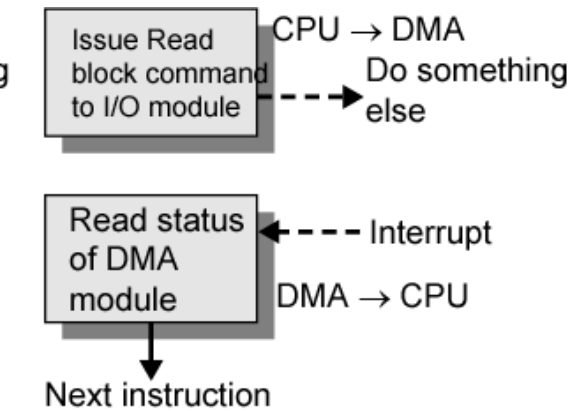 CPU → DMA
Issue Read
block command
to I/O module
Do something
else
g
Read status
of DMA
module
Interrupt
DMA → CPU
Next instruction